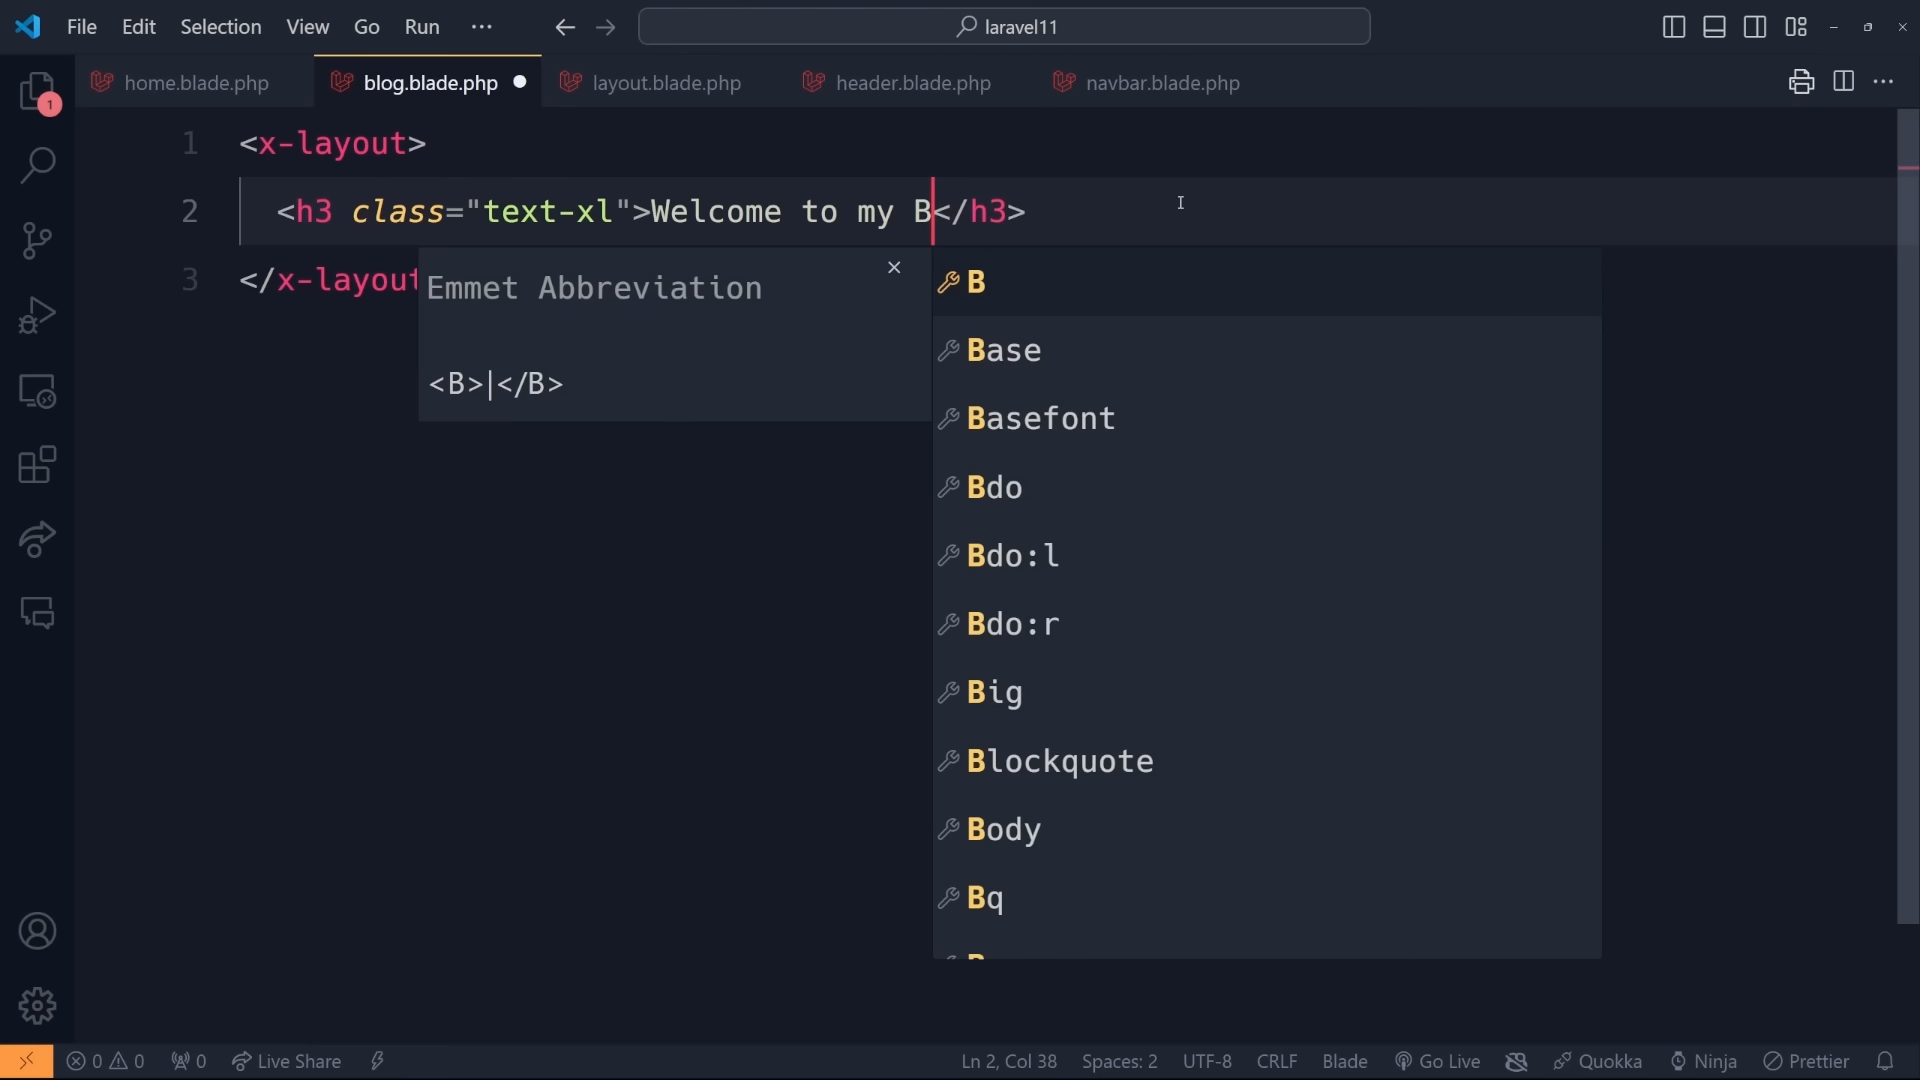 File Edit Selection View Go Run ··· laravel11
home.blade.php blog.blade.php layout.blade.php header.blade.php navbar.blade.php
1
1 <x-layout>
2 <h3 class="text-xl">Welcome to my B</h3>
3 </x-layout
Emmet Abbreviation
<B>|</B>
B
Base
Basefont
Bdo
Bdo:l
Bdo:r
Big
Blockquote
Body
Bq
0 0 0 Live Share Ln 2, Col 38 Spaces: 2 UTF-8 CRLF Blade Go Live Quokka Ninja Prettier